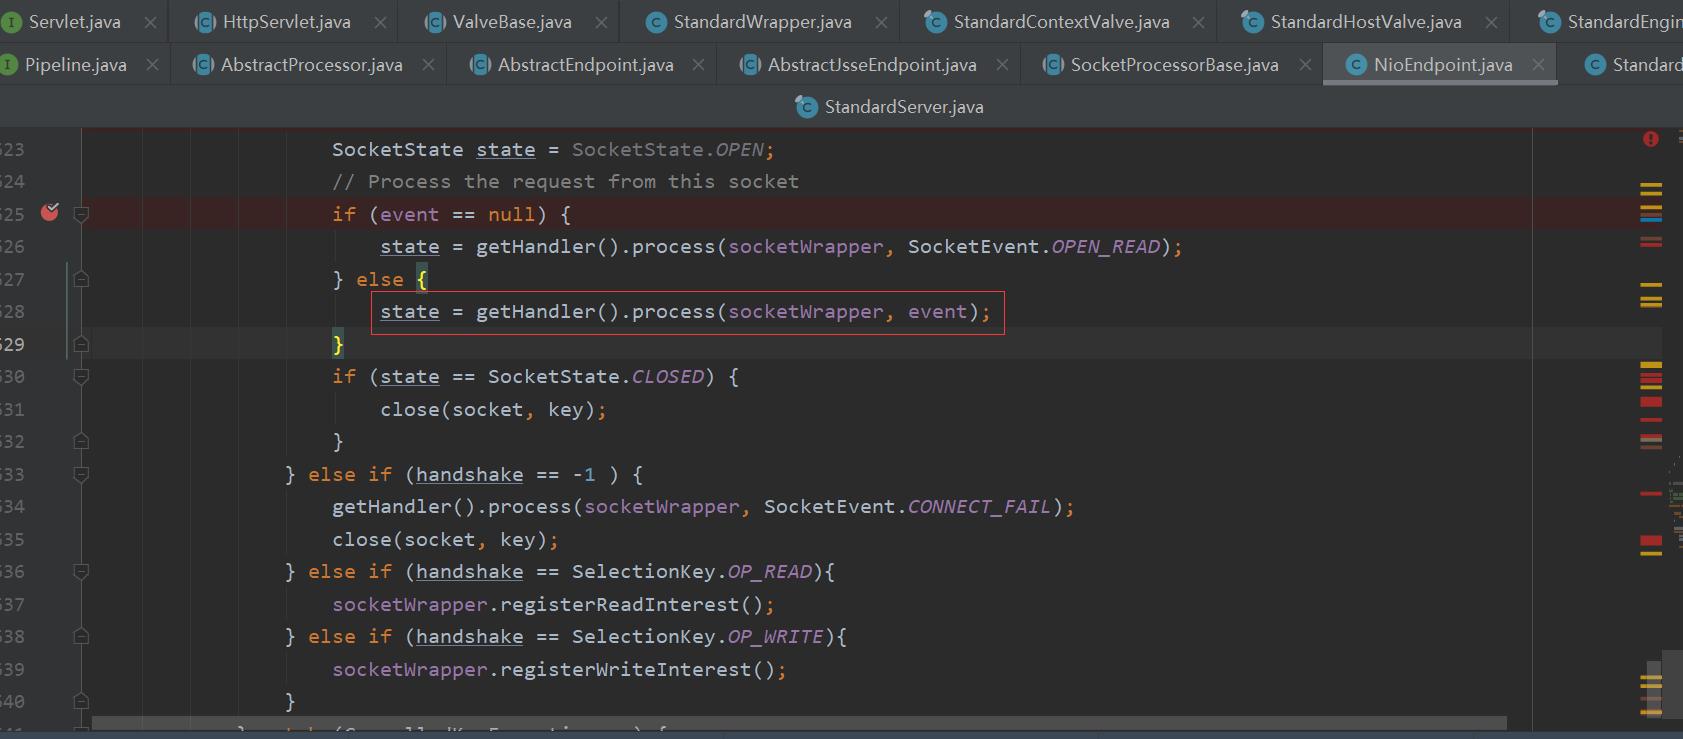 Servlet.java HttpServlet.java ValveBase.java StandardWrapper.java StandardContextValve.java StandardHostValve.java
Pipeline.java AbstractProcessor.java AbstractEndpoint.java AbstractJsseEndpoint.java SocketProcessorBase.java NioEndpoint.java
StandardServer.java
523 SocketState state = SocketState.OPEN;
524 // Process the request from this socket
525 if (event == null) {
526 state = getHandler().process(socketWrapper, SocketEvent.OPEN_READ);
527 } else {
528 state = getHandler().process(socketWrapper, event);
529 }
530 if (state == SocketState.CLOSED) {
531 close(socket, key);
532 }
533 } else if (handshake == -1 ) {
534 getHandler().process(socketWrapper, SocketEvent.CONNECT_FAIL);
535 close(socket, key);
536 } else if (handshake == SelectionKey.OP_READ){
537 socketWrapper.registerReadInterest();
538 } else if (handshake == SelectionKey.OP_WRITE){
539 socketWrapper.registerWriteInterest();
540 }